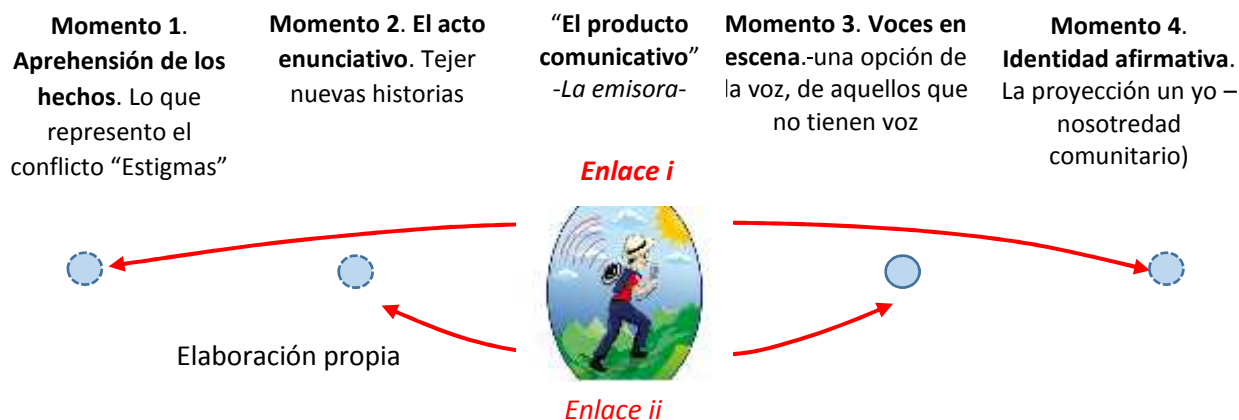 Momento 1.
Aprehensión de los
hechos. Lo que
represento el
conflicto “Estigmas”
Momento 2. El acto
enunciativo. Tejer
nuevas historias
“El producto
comunicativo”
-La emisora-
Momento 3. Voces en
escena.-una opción de
la voz, de aquellos que
no tienen voz
Momento 4.
Identidad afirmativa.
La proyección un yo –
nosotredad
comunitario)
Enlace i
Elaboración propia
Enlace ii